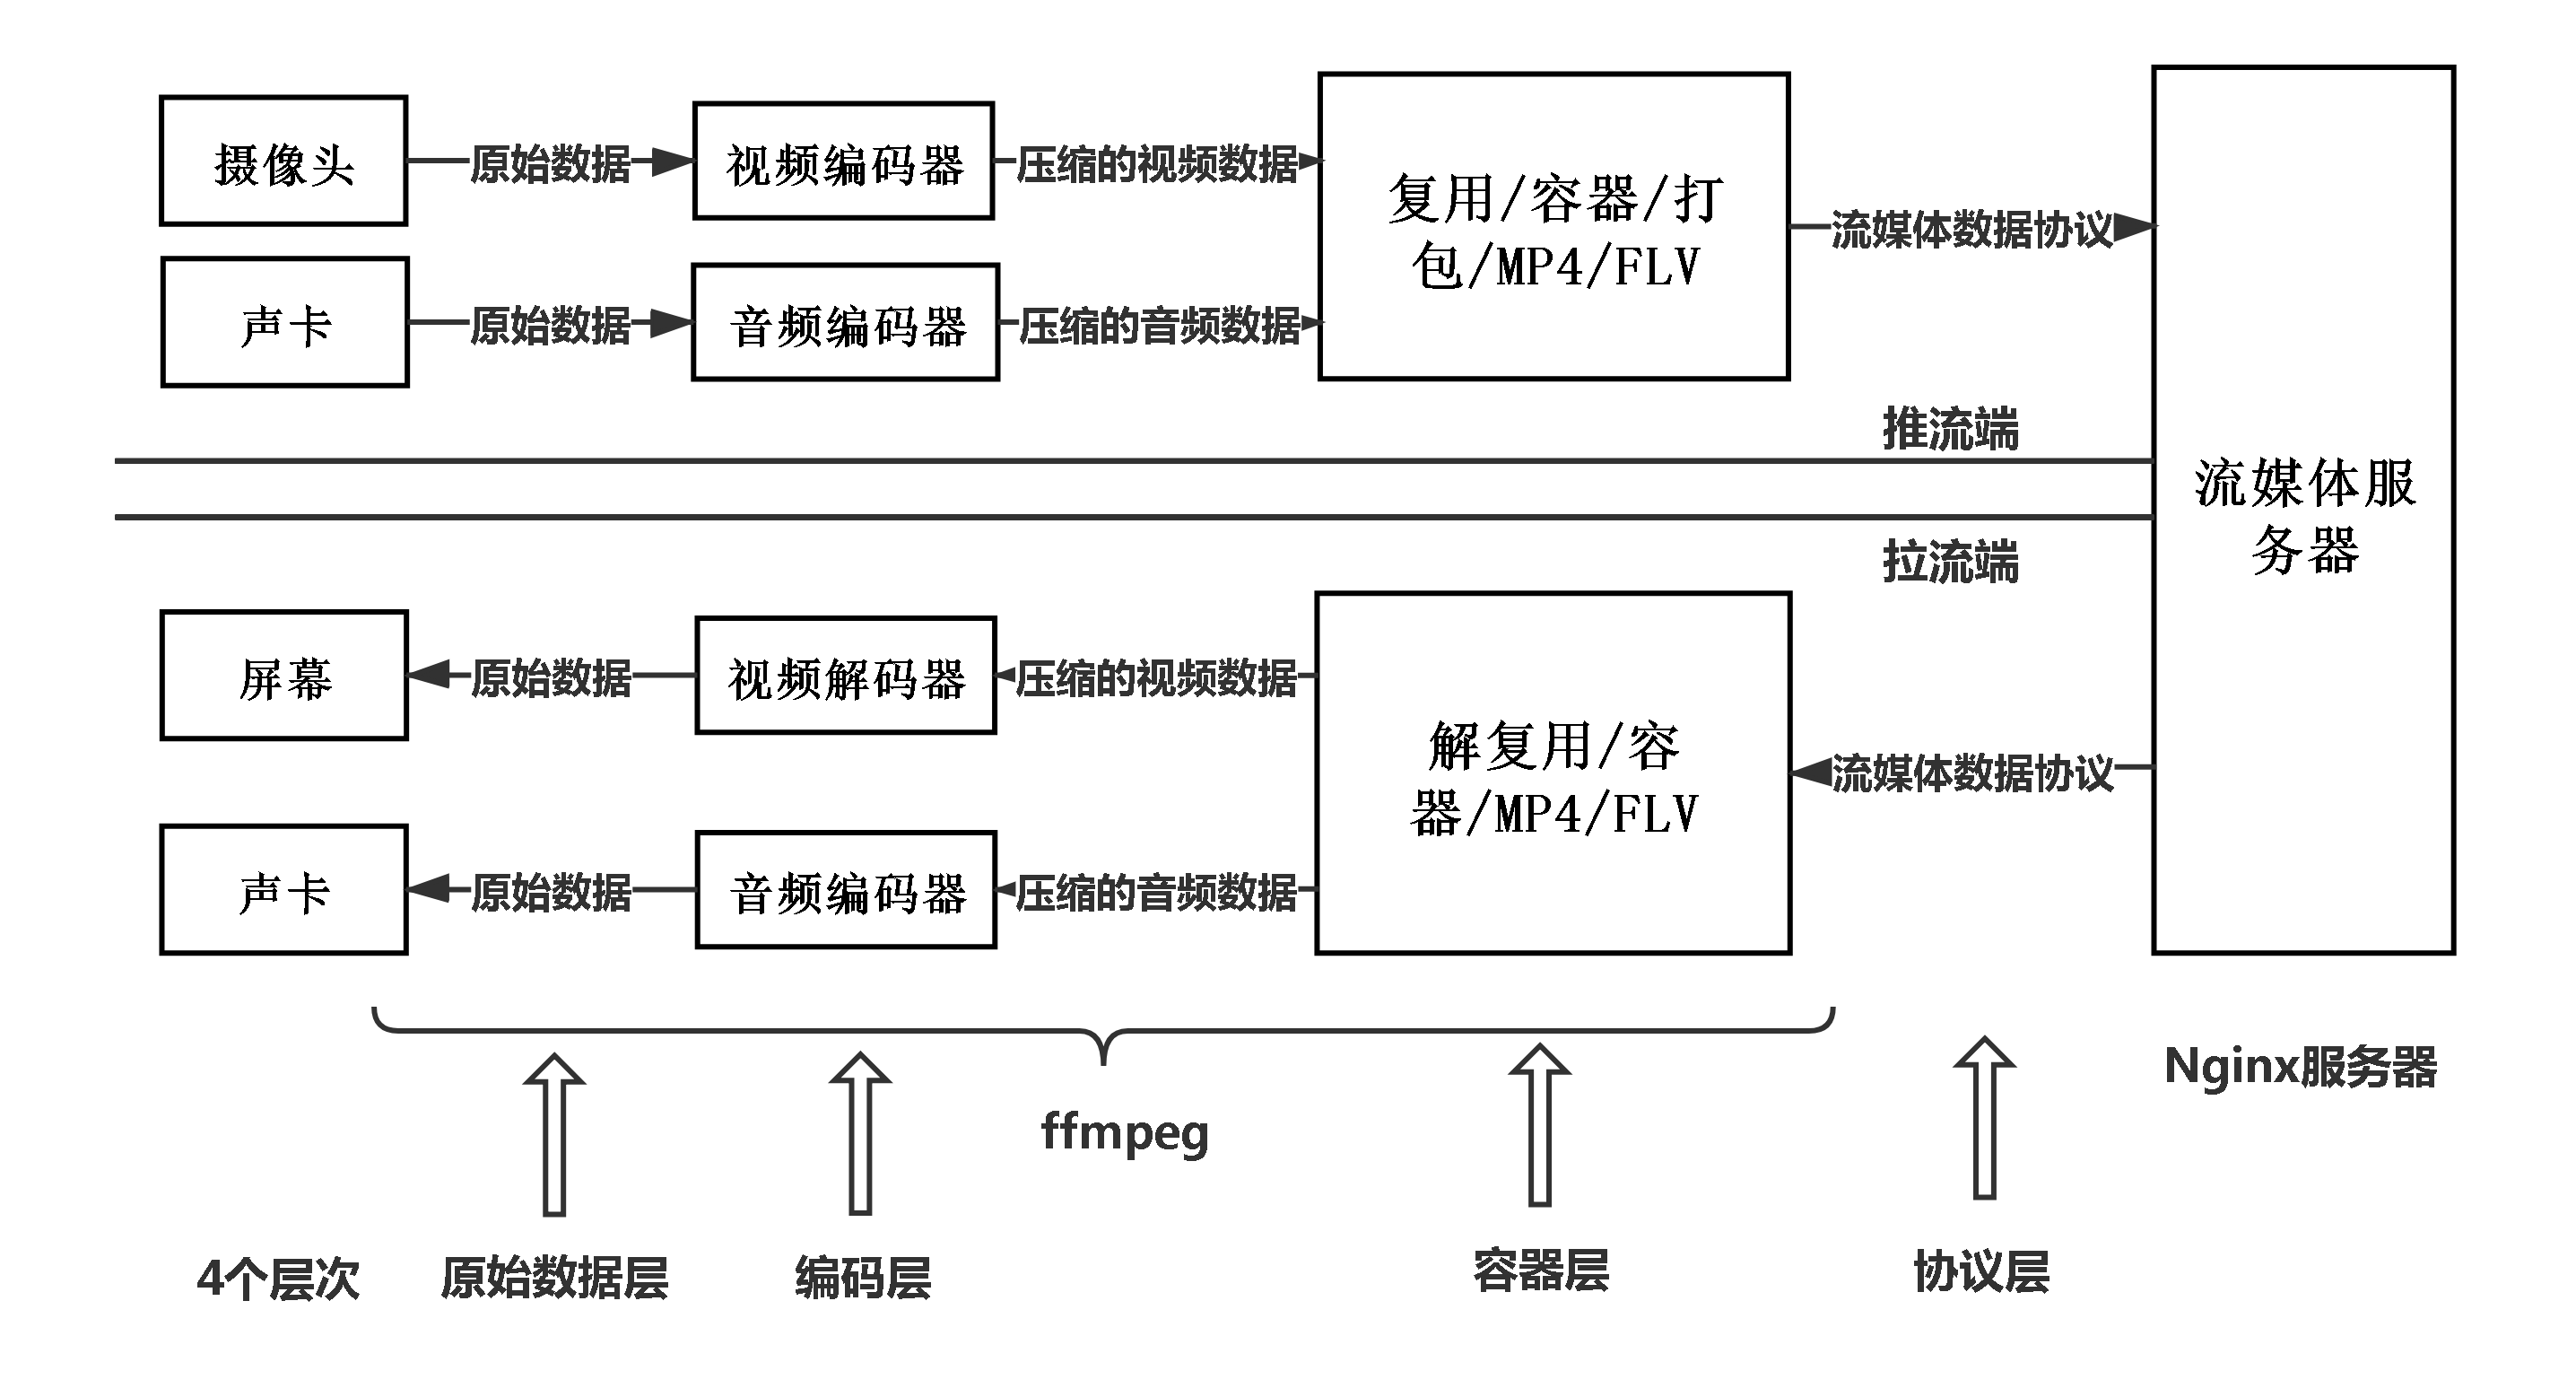 摄像头
原始数据
视频编码器
压缩的视频数据
复用/容器/打
包/MP4/FLV
流媒体数据协议
声卡
原始数据
音频编码器
压缩的音频数据
推流端
流媒体服
务器
拉流端
屏幕
原始数据
视频解码器
压缩的视频数据
解复用/容
器/MP4/FLV
流媒体数据协议
声卡
原始数据
音频编码器
压缩的音频数据
Nginx服务器
ffmpeg
4个层次
原始数据层
编码层
容器层
协议层